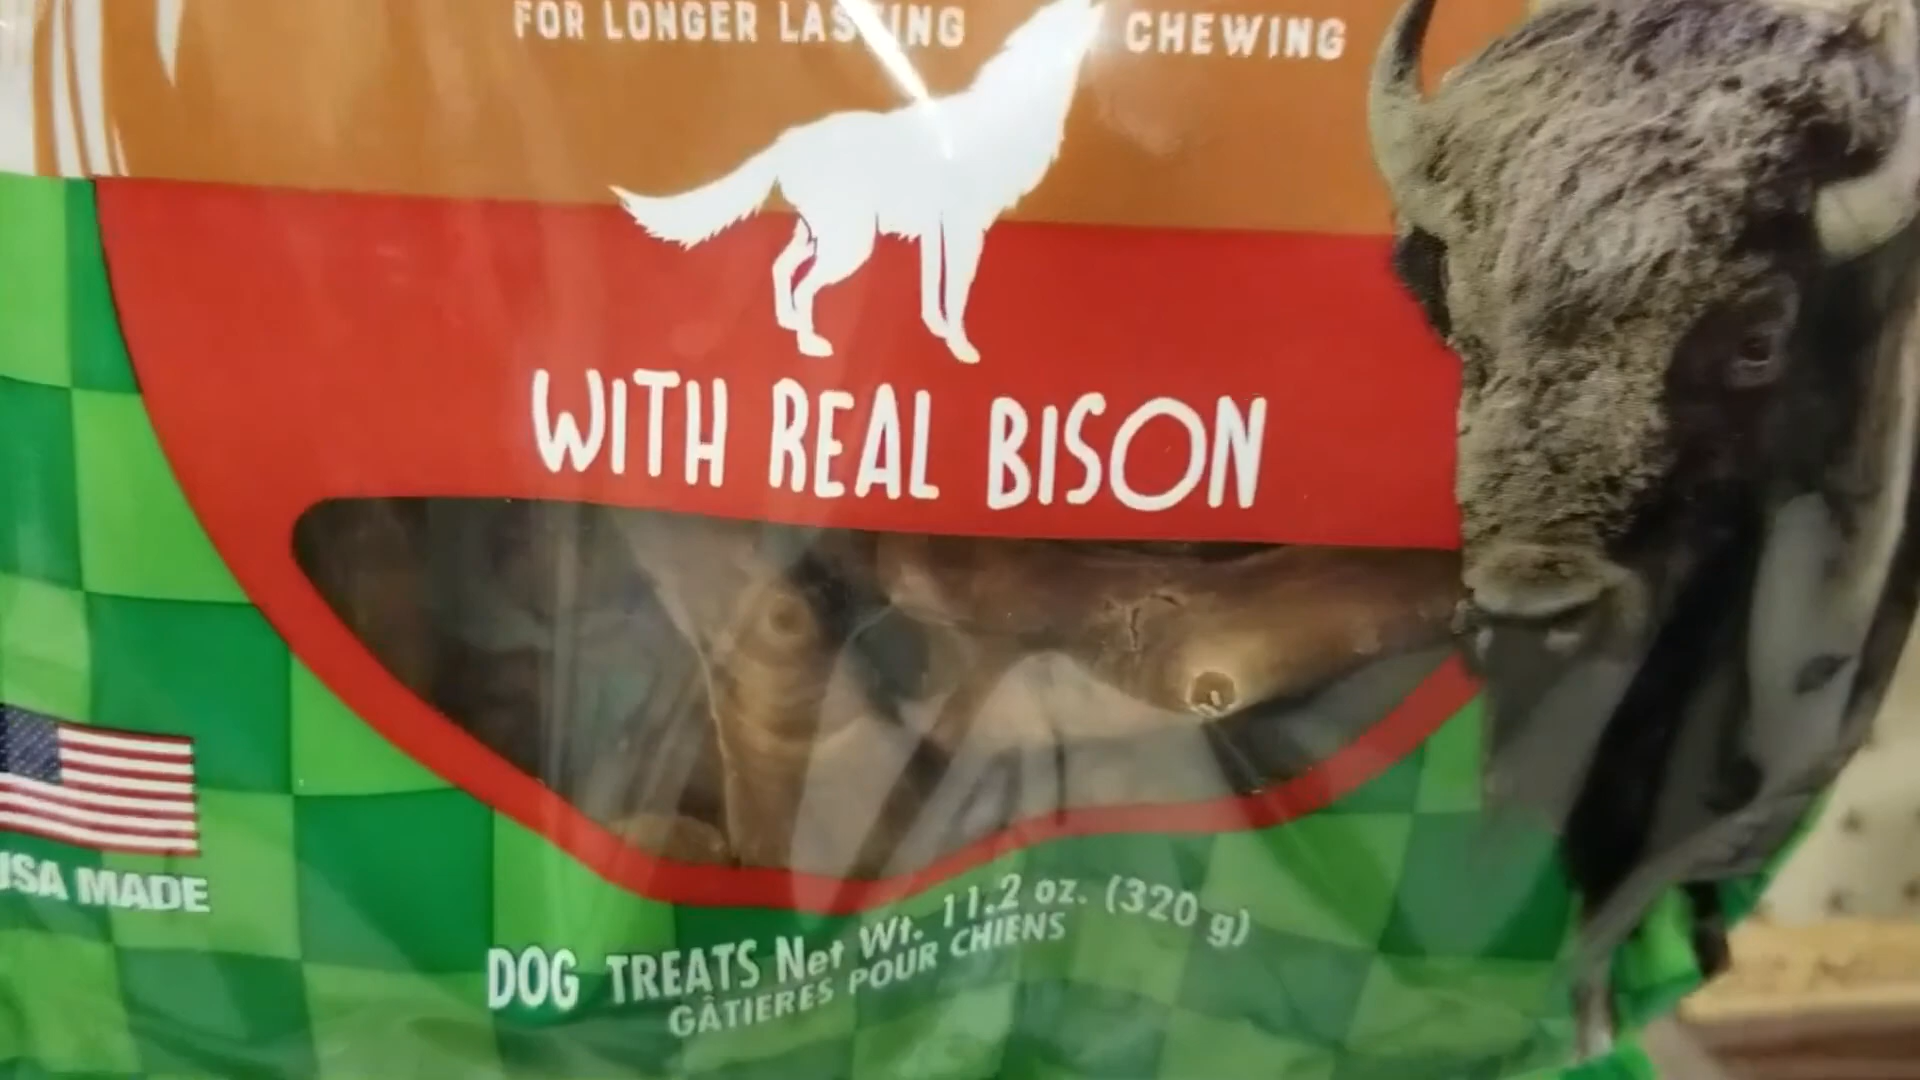 FOR LONGER LASTING CHEWING
WITH REAL BISON
USA MADE
DOG TREATS Net Wt. 11.2 oz. (320 g)
GÂTIERES POUR CHIENS